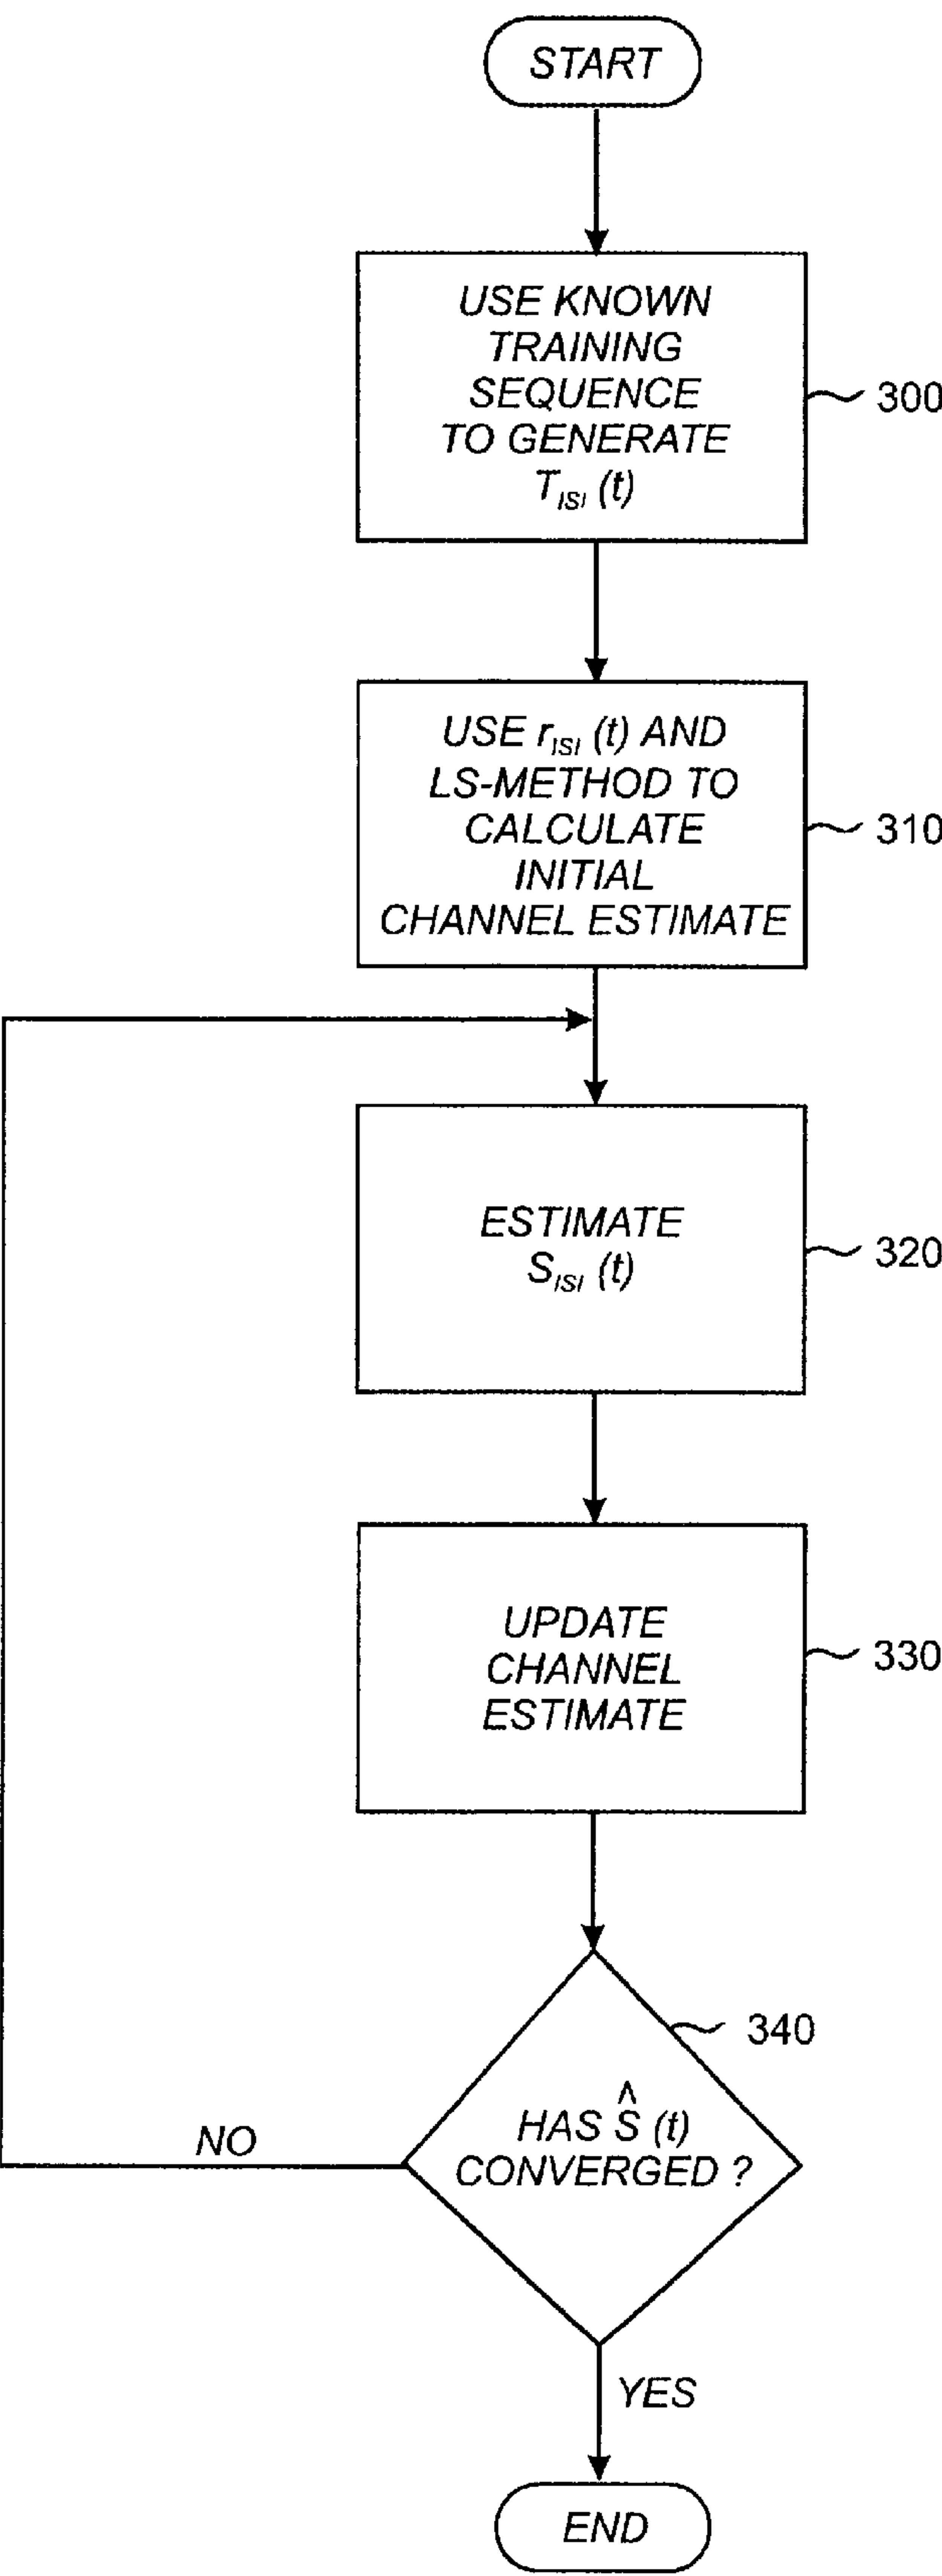 START
USE KNOWN
TRAINING
SEQUENCE
TO GENERATE
T_ISI (t)
300
USE r_ISI (t) AND
LS-METHOD TO
CALCULATE
INITIAL
CHANNEL ESTIMATE
310
ESTIMATE
S_ISI (t)
320
UPDATE
CHANNEL
ESTIMATE
330
340
HAS Ŝ (t)
CONVERGED ?
NO
YES
END